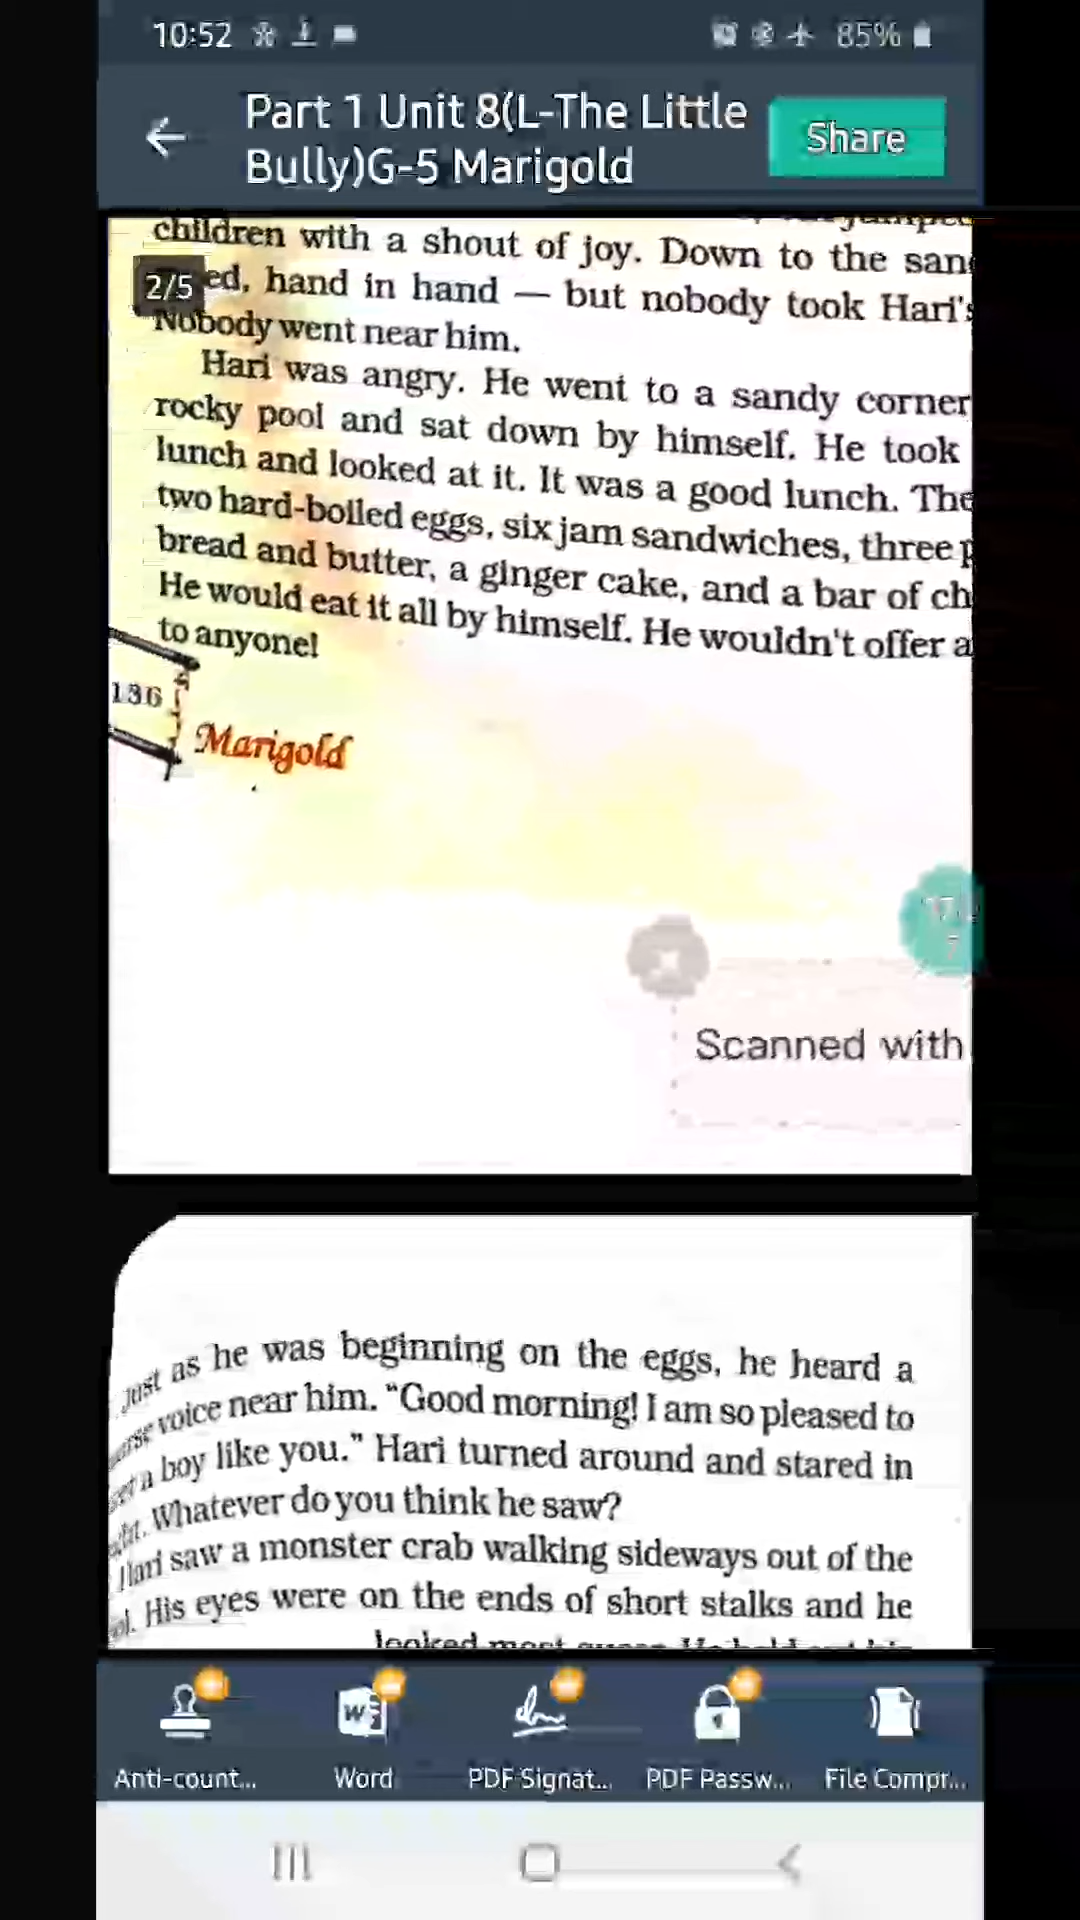 10:52
85%
Part 1 Unit 8(L-The Little
Bully)G-5 Marigold
Share
children with a shout of joy. Down to the
2/5
hand in hand — but nobody took Hari's
Nobody went near him.
Hari was angry. He went to a sandy corner
rocky pool and sat down by himself. He took
lunch and looked at it. It was a good lunch.
two hard-boiled eggs, six jam sandwiches, three
bread and butter, a ginger cake, and a bar of
He would eat it all by himself. He wouldn't offer
to anyone!
136
Marigold
Scanned with
Just as he was beginning on the eggs, he heard a
voice near him. "Good morning! I am so pleased to
a boy like you." Hari turned around and stared in
Whatever do you think he saw?
Hari saw a monster crab walking sideways out of the
His eyes were on the ends of short stalks and he
looked most
Anti-count...
Word
PDF Signat...
PDF Passw...
File Compr...